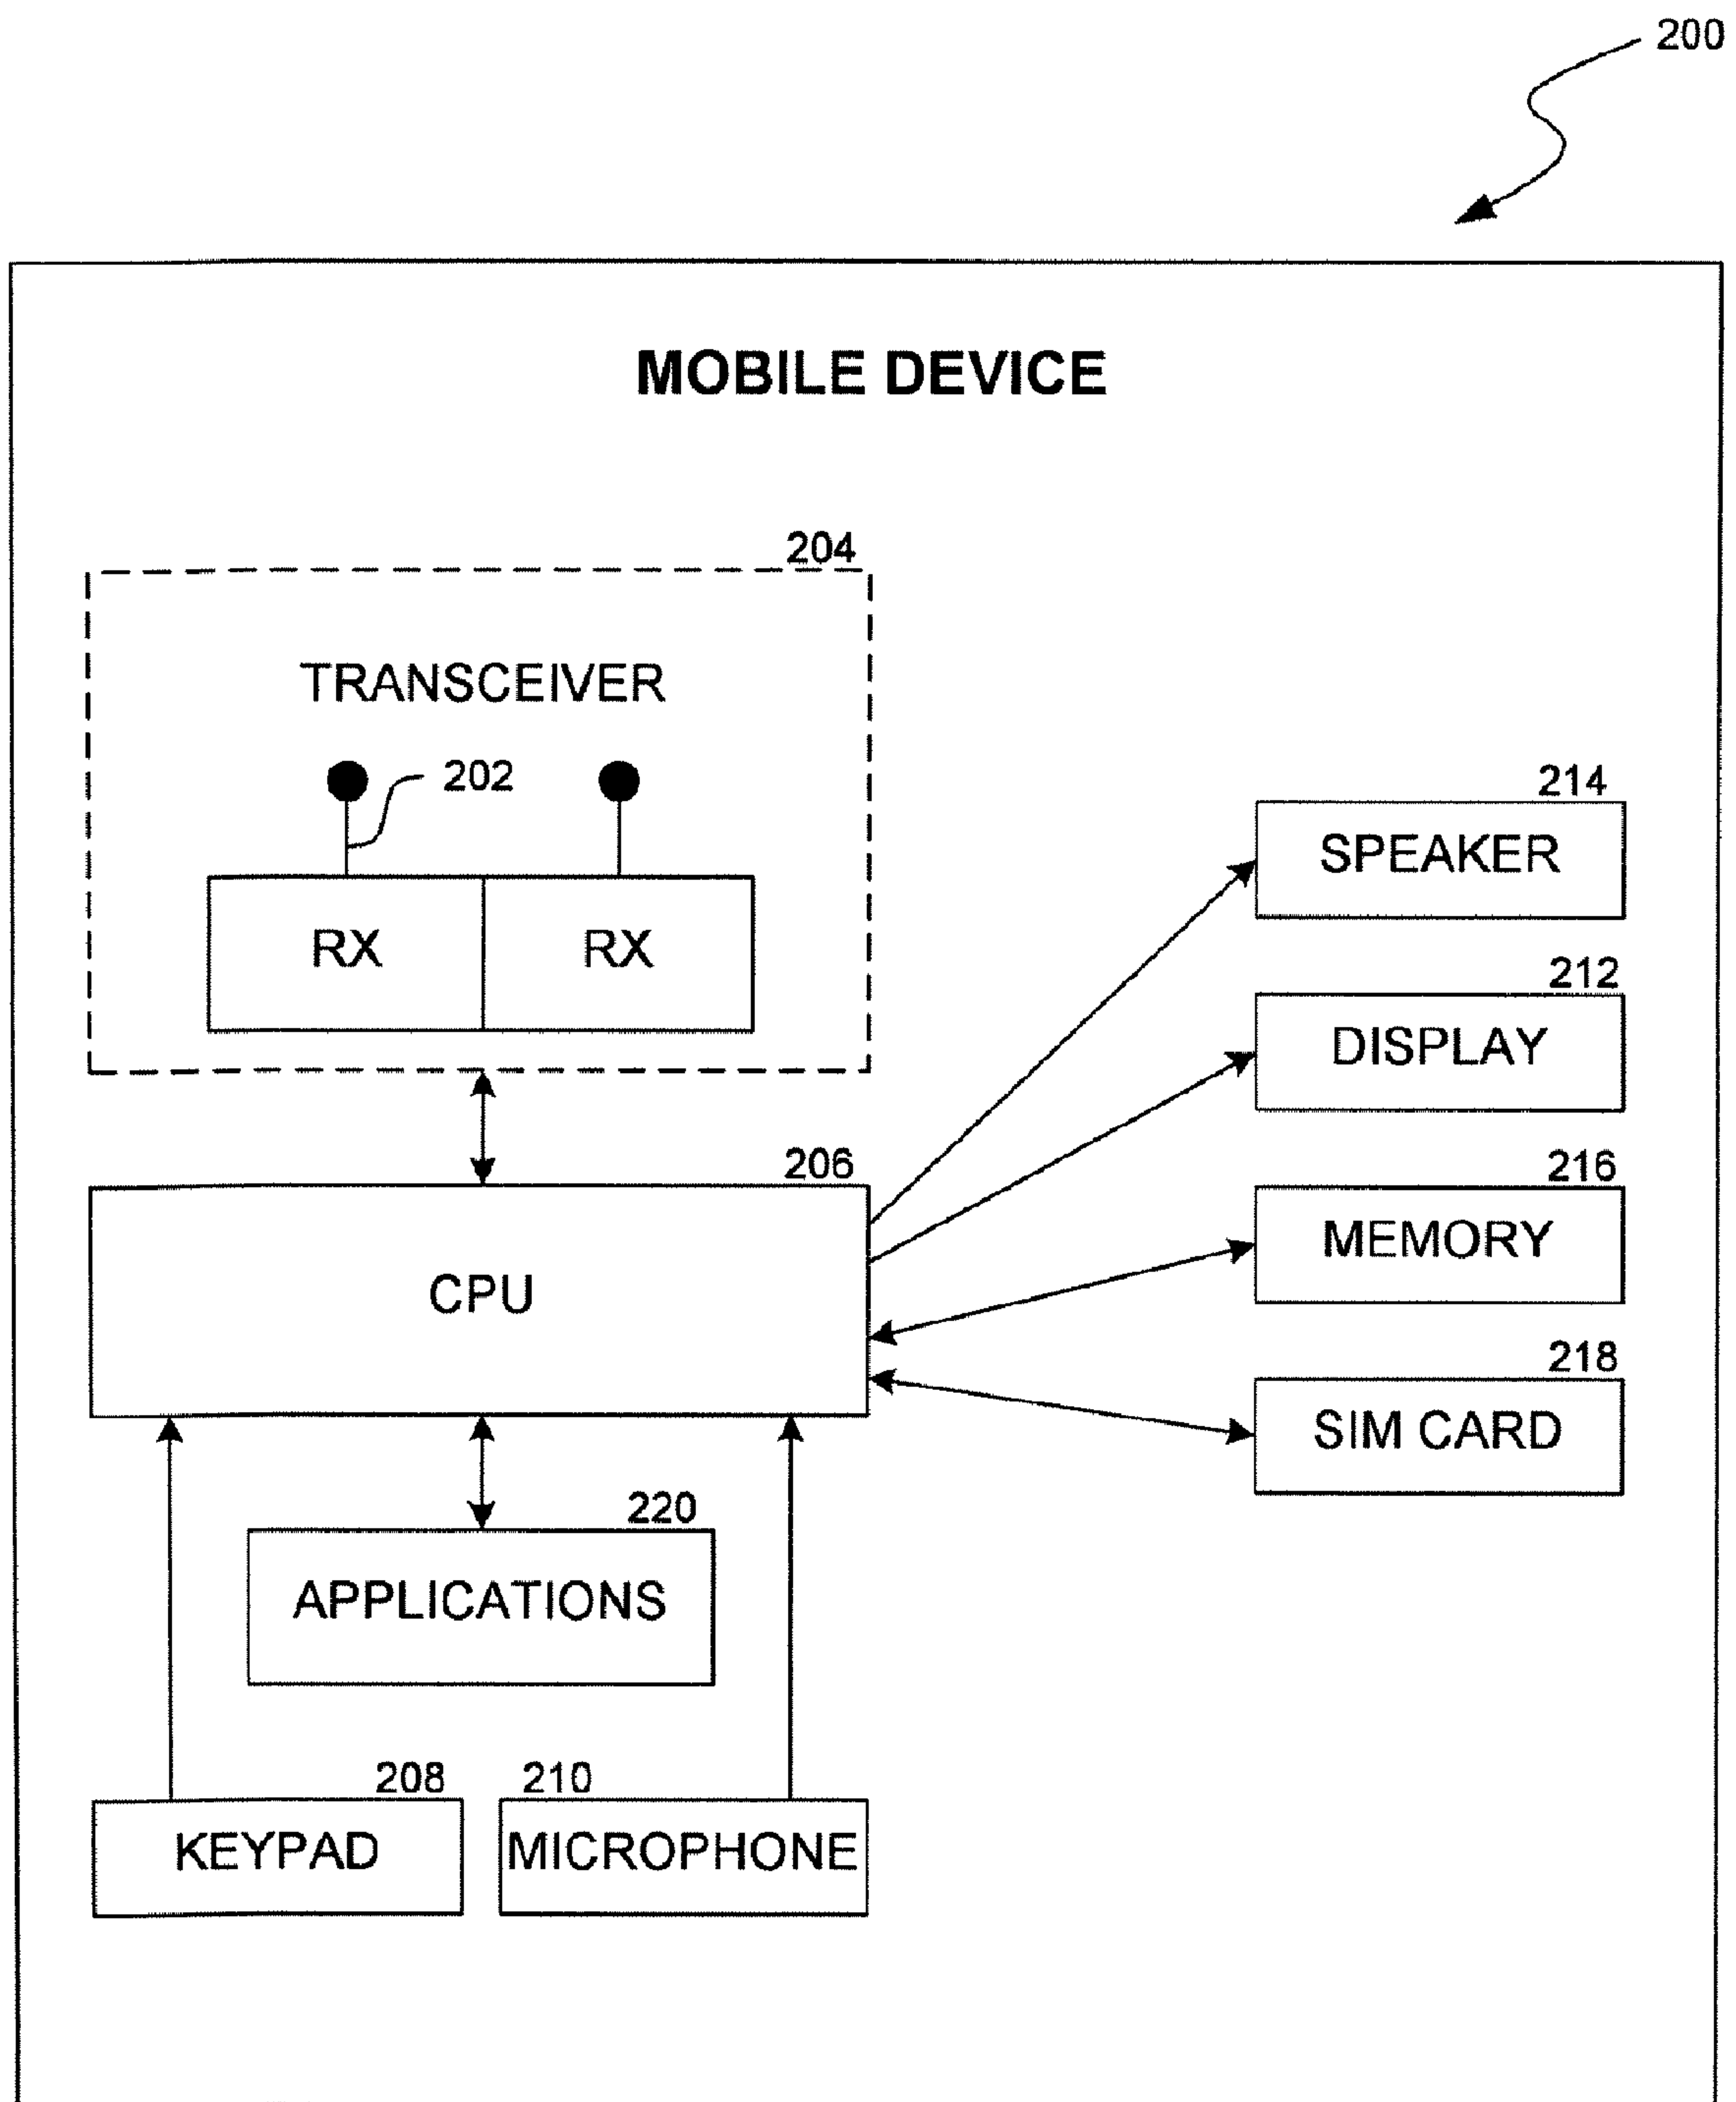 200
MOBILE DEVICE
204
TRANSCEIVER
202
RX RX
214
SPEAKER
212
DISPLAY
206
CPU
216
MEMORY
218
SIM CARD
220
APPLICATIONS
208
KEYPAD
210
MICROPHONE